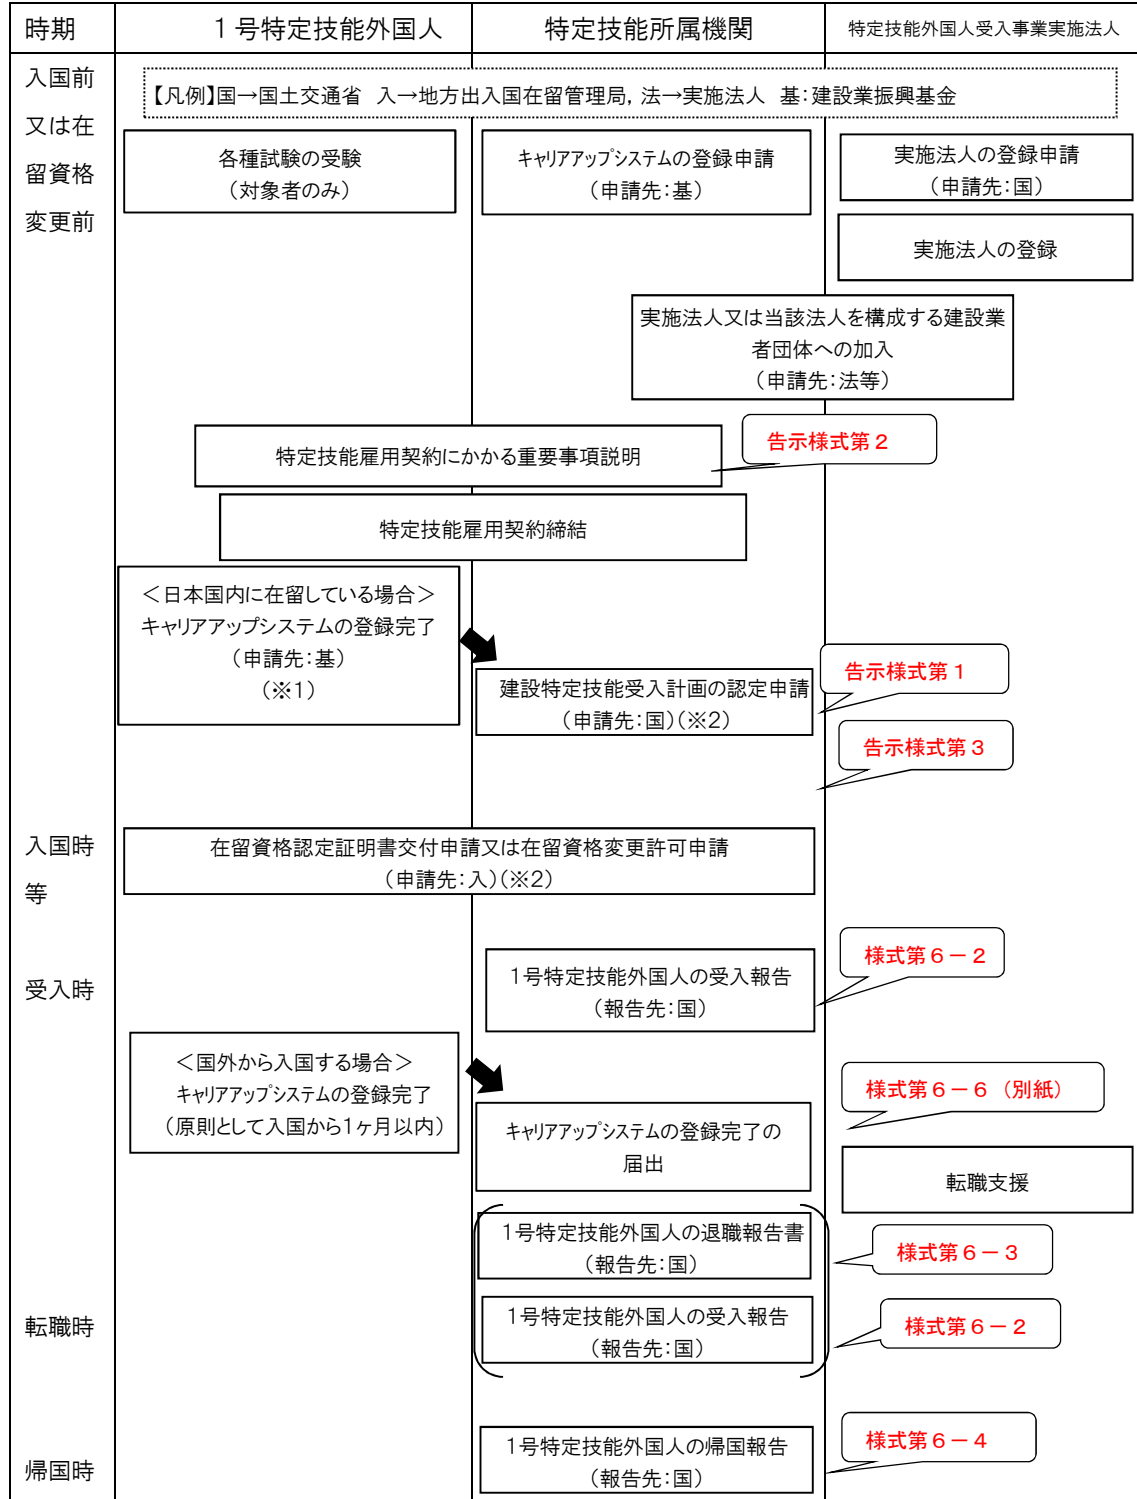 時期
1号特定技能外国人
特定技能所属機関
特定技能外国人受入事業実施法人
入国前
又は在
留資格
変更前
【凡例】国→国土交通省　入→地方出入国在留管理局，法→実施法人　基：建設業振興基金
各種試験の受験
（対象者のみ）
キャリアアップシステムの登録申請
（申請先：基）
実施法人の登録申請
（申請先：国）
実施法人の登録
実施法人又は当該法人を構成する建設業
者団体への加入
（申請先：法等）
特定技能雇用契約にかかる重要事項説明
告示様式第２
特定技能雇用契約締結
＜日本国内に在留している場合＞
キャリアアップシステムの登録完了
（申請先：基）
（※1）
建設特定技能受入計画の認定申請
（申請先：国）（※2）
告示様式第１
告示様式第３
入国時
等
在留資格認定証明書交付申請又は在留資格変更許可申請
（申請先：入）（※2）
受入時
1号特定技能外国人の受入報告
（報告先：国）
様式第６－２
＜国外から入国する場合＞
キャリアアップシステムの登録完了
（原則として入国から1ヶ月以内）
キャリアアップシステムの登録完了の
届出
様式第６－６（別紙）
転職支援
転職時
1号特定技能外国人の退職報告書
（報告先：国）
様式第６－３
1号特定技能外国人の受入報告
（報告先：国）
様式第６－２
帰国時
1号特定技能外国人の帰国報告
（報告先：国）
様式第６－４